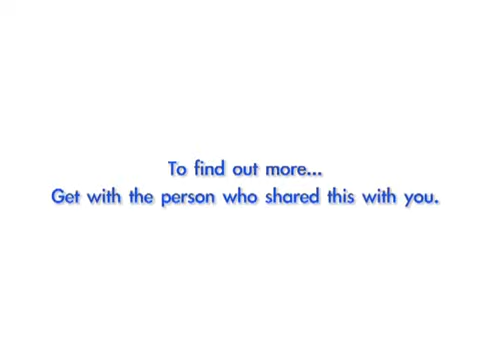 To find out more...
Get with the person who shared this with you.